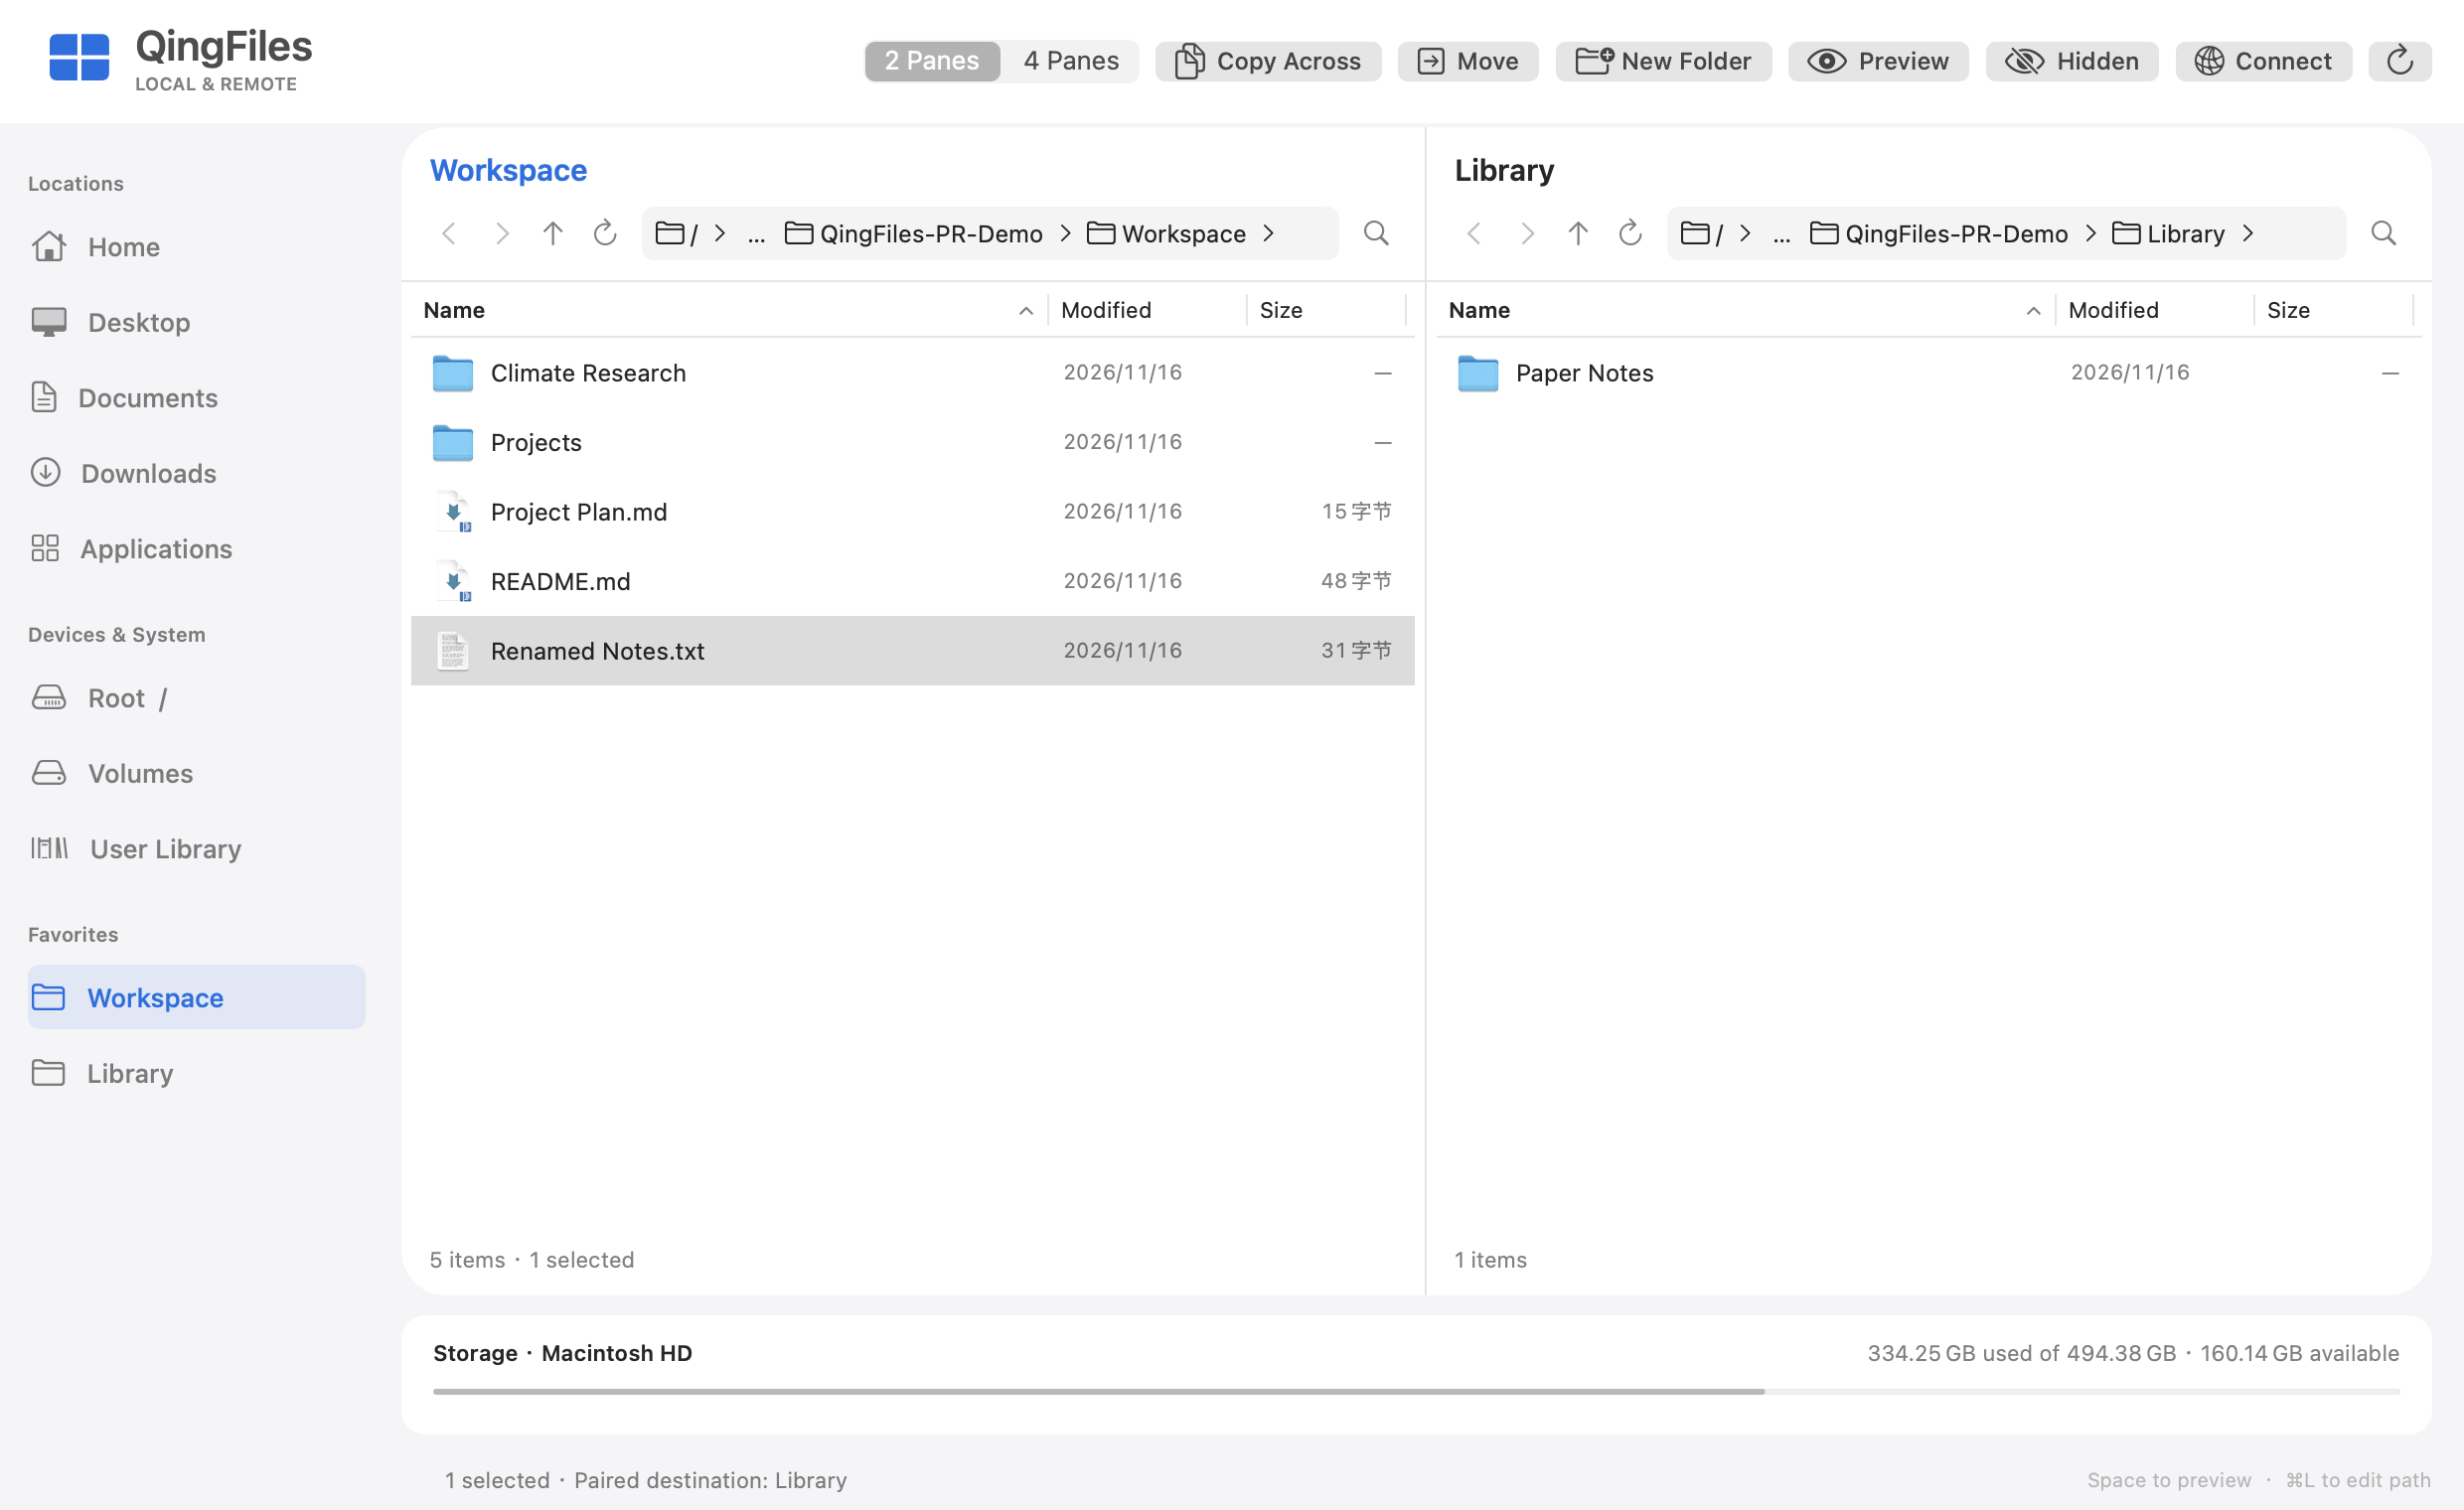 QingFiles
LOCAL & REMOTE
2 Panes 4 Panes Copy Across Move New Folder Preview Hidden Connect
Locations
Home
Desktop
Documents
Downloads
Applications
Devices & System
Root /
Volumes
User Library
Favorites
Workspace
Library
Workspace
/ > ... QingFiles-PR-Demo > Workspace >
Name Modified Size
Climate Research 2026/11/16 —
Projects 2026/11/16 —
Project Plan.md 2026/11/16 15 字节
README.md 2026/11/16 48 字节
Renamed Notes.txt 2026/11/16 31 字节
5 items · 1 selected
Library
/ > ... QingFiles-PR-Demo > Library >
Name Modified Size
Paper Notes 2026/11/16 —
1 items
Storage · Macintosh HD 334.25 GB used of 494.38 GB · 160.14 GB available
1 selected · Paired destination: Library Space to preview · ⌘L to edit path